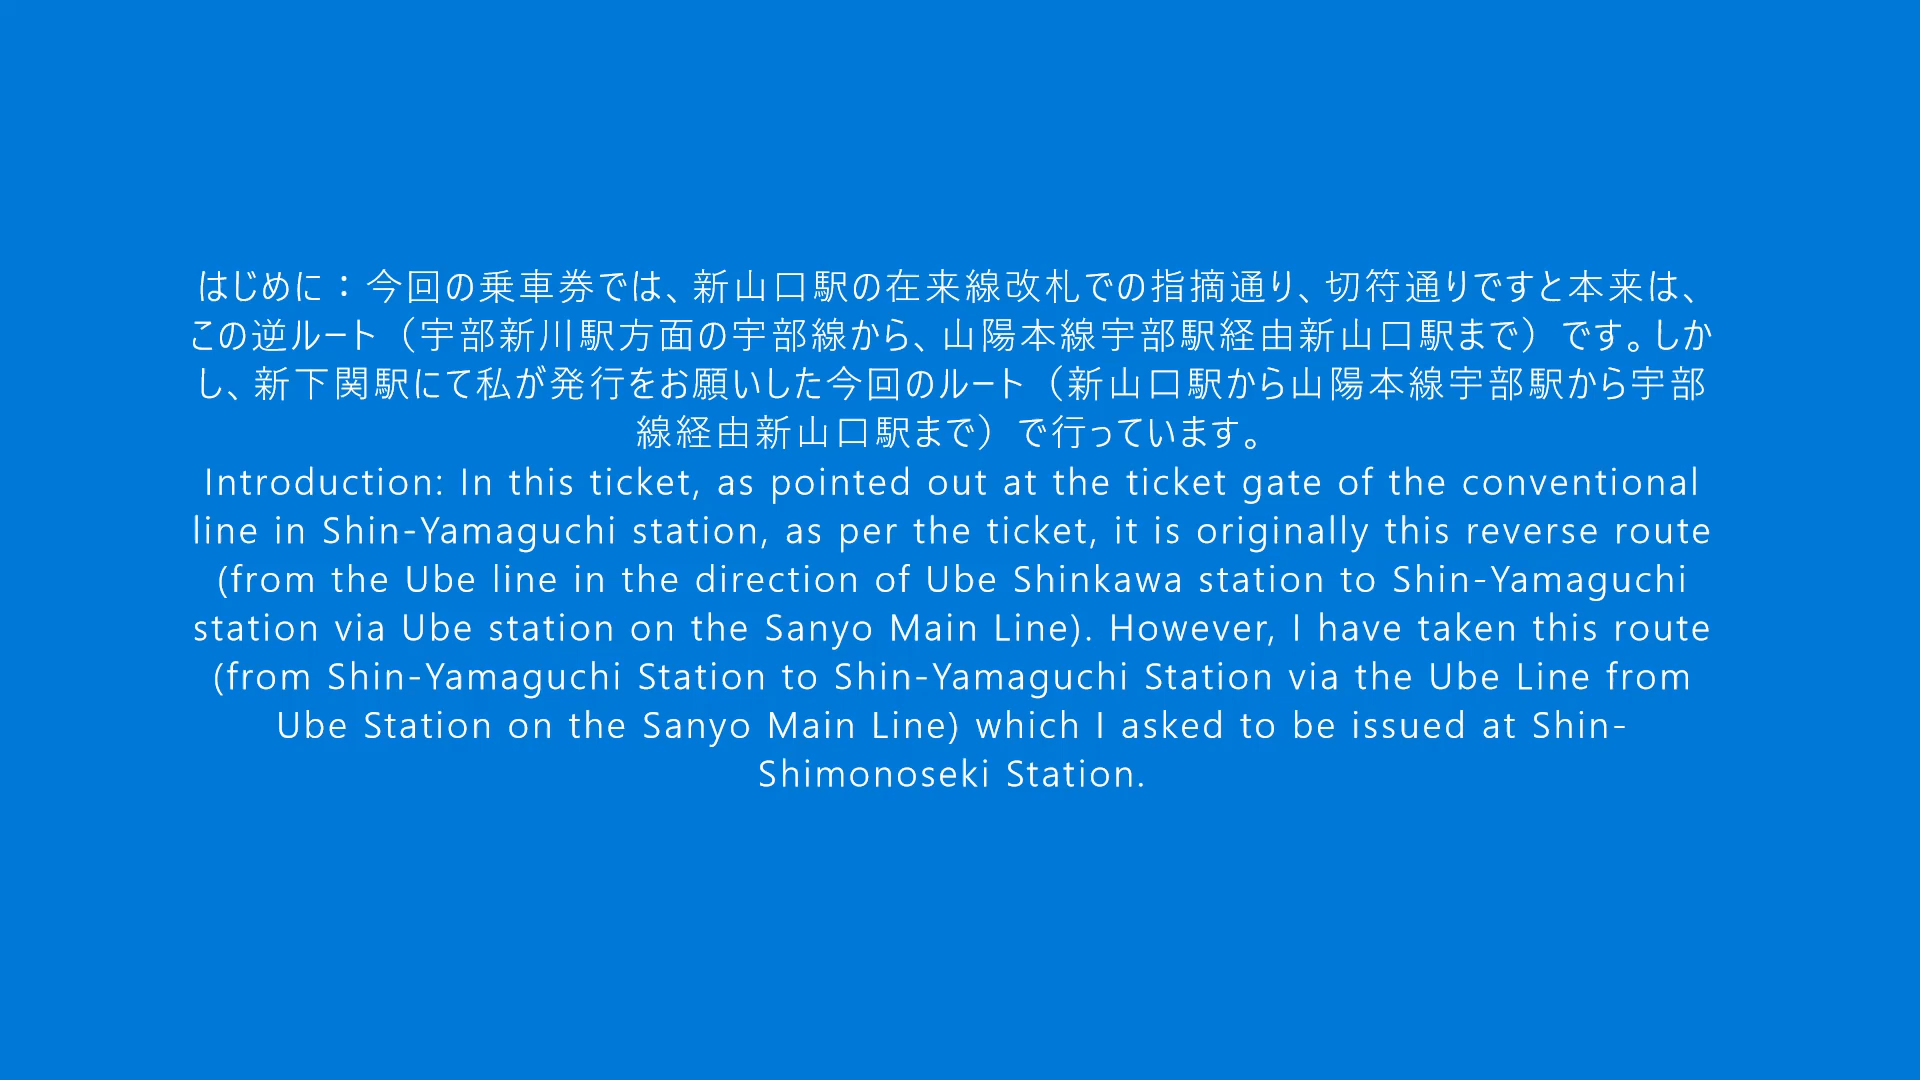 はじめに：今回の乗車券では、新山口駅の在来線改札での指摘通り、切符通りですと本来は、
この逆ルート（宇部新川駅方面の宇部線から、山陽本線宇部駅経由新山口駅まで）です。しか
し、新下関駅にて私が発行をお願いした今回のルート（新山口駅から山陽本線宇部駅から宇部
線経由新山口駅まで）で行っています。
Introduction: In this ticket, as pointed out at the ticket gate of the conventional
line in Shin-Yamaguchi station, as per the ticket, it is originally this reverse route
(from the Ube line in the direction of Ube Shinkawa station to Shin-Yamaguchi
station via Ube station on the Sanyo Main Line). However, I have taken this route
(from Shin-Yamaguchi Station to Shin-Yamaguchi Station via the Ube Line from
Ube Station on the Sanyo Main Line) which I asked to be issued at Shin-
Shimonoseki Station.